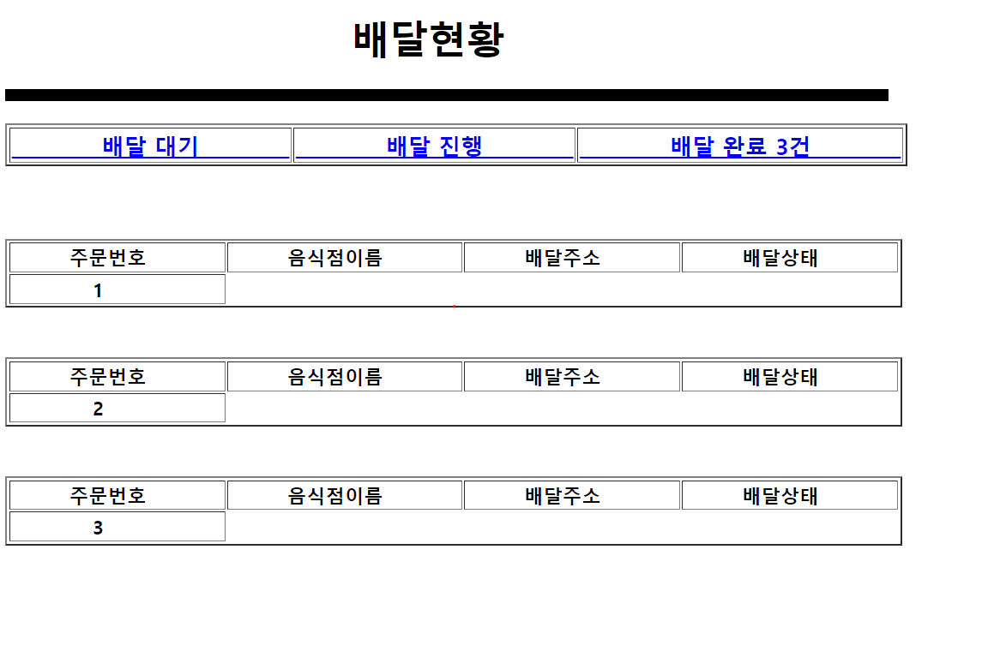 배달현황
배달 대기 배달 진행 배달 완료 3건
주문번호 음식점이름 배달주소 배달상태
1
주문번호 음식점이름 배달주소 배달상태
2
주문번호 음식점이름 배달주소 배달상태
3